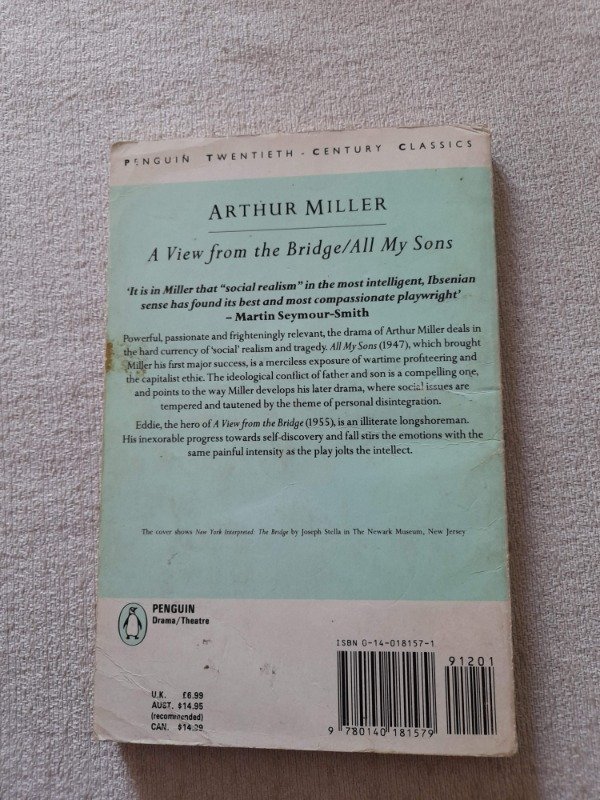 PENGUIN TWENTIETH - CENTURY CLASSICS
ARTHUR MILLER
A View from the Bridge/All My Sons
'It is in Miller that "social realism" in the most intelligent, Ibsenian
sense has found its best and most compassionate playwright'
– Martin Seymour-Smith
Powerful, passionate and frighteningly relevant, the drama of Arthur Miller deals in
the hard currency of 'social' realism and tragedy. All My Sons (1947), which brought
Miller his first major success, is a merciless exposure of wartime profiteering and
the capitalist ethic. The ideological conflict of father and son is a compelling one,
and points to the way Miller develops his later drama, where social issues are
tempered and tautened by the theme of personal disintegration.
Eddie, the hero of A View from the Bridge (1955), is an illiterate longshoreman.
His inexorable progress towards self-discovery and fall stirs the emotions with the
same painful intensity as the play jolts the intellect.
The cover shows New York Interpreted: The Bridge by Joseph Stella in The Newark Museum, New Jersey
PENGUIN
Drama/Theatre
U.K. £6.99
AUST. $14.95
(recommended)
CAN. $14.99
ISBN 0-14-018157-1
91201
9 780140 181579